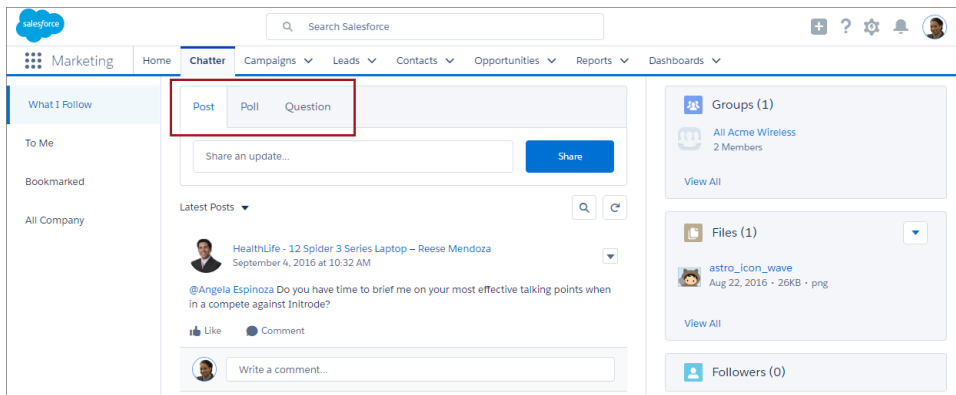 salesforce
Search Salesforce
Marketing
Home Chatter Campaigns Leads Contacts Opportunities Reports Dashboards
What I Follow
To Me
Bookmarked
All Company
Post Poll Question
Share an update...
Share
Latest Posts
HealthLife - 12 Spider 3 Series Laptop – Reese Mendoza
September 4, 2016 at 10:32 AM
@Angela Espinoza Do you have time to brief me on your most effective talking points when
in a compete against Initrode?
Like Comment
Write a comment...
Groups (1)
All Acme Wireless
2 Members
View All
Files (1)
astro_icon_wave
Aug 22, 2016 • 26KB • png
View All
Followers (0)